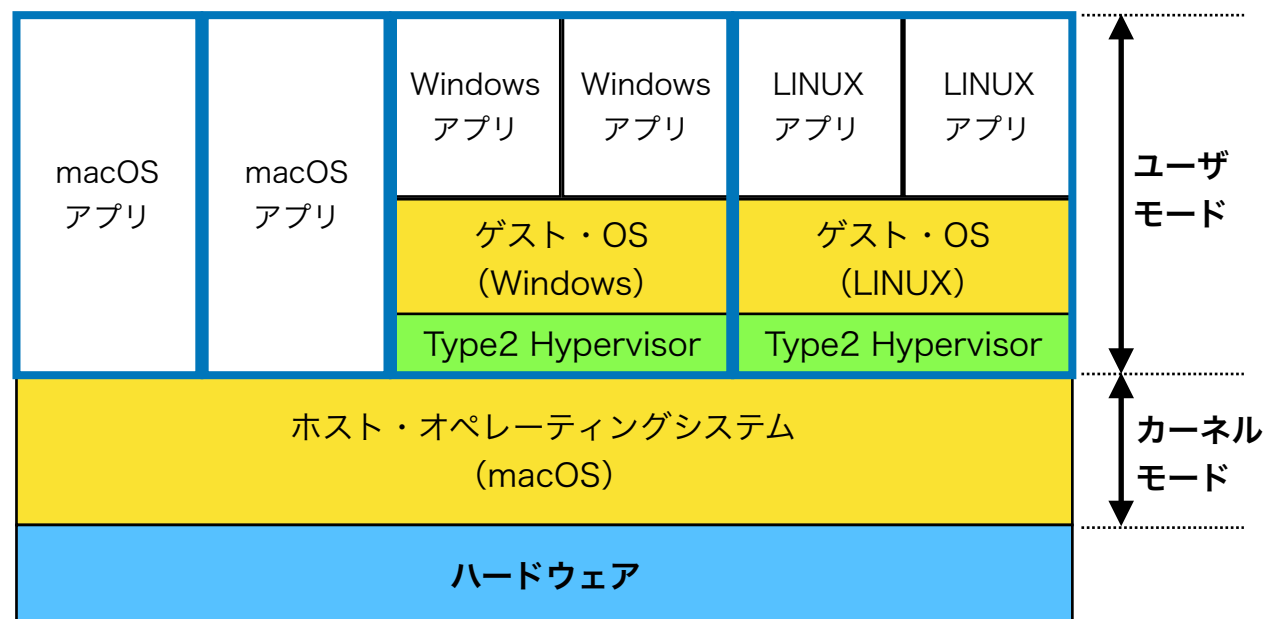 macOS
アプリ
macOS
アプリ
Windows
アプリ
Windows
アプリ
LINUX
アプリ
LINUX
アプリ
ゲスト・OS
（Windows）
ゲスト・OS
（LINUX）
Type2 Hypervisor
Type2 Hypervisor
ユーザ
モード
ホスト・オペレーティングシステム
（macOS）
カーネル
モード
ハードウェア